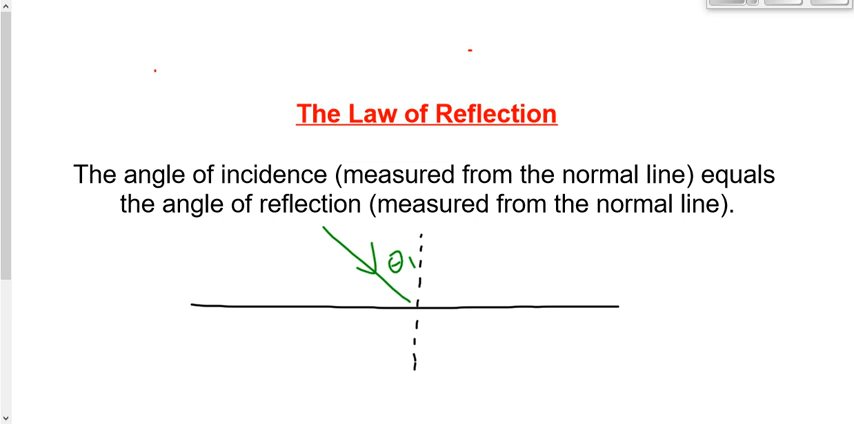 The Law of Reflection
The angle of incidence (measured from the normal line) equals
the angle of reflection (measured from the normal line).
θ₁